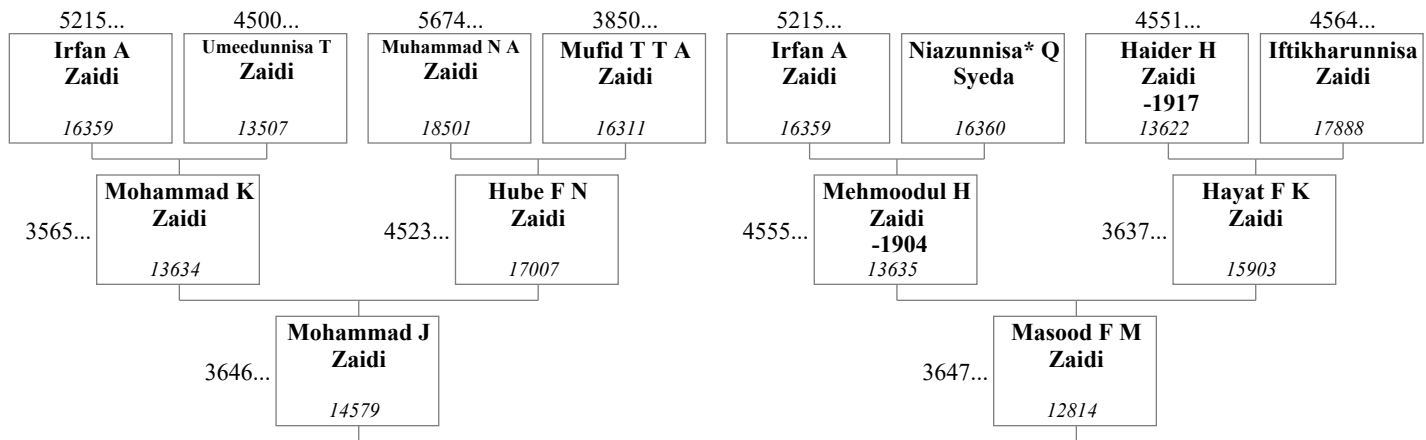 5215...
4500...
5674...
3850...
5215...
4551...
4564...
Irfan A
Zaidi
16359
Umeedunnisa T
Zaidi
13507
Muhammad N A
Zaidi
18501
Mufid T T A
Zaidi
16311
Irfan A
Zaidi
16359
Niazunnisa* Q
Syeda
16360
Haider H
Zaidi
-1917
13622
Iftikharunnisa
Zaidi
17888
3565...
Mohammad K
Zaidi
13634
4523...
Hube F N
Zaidi
17007
4555...
Mehmoodul H
Zaidi
-1904
13635
3637...
Hayat F K
Zaidi
15903
3646...
Mohammad J
Zaidi
14579
3647...
Masood F M
Zaidi
12814